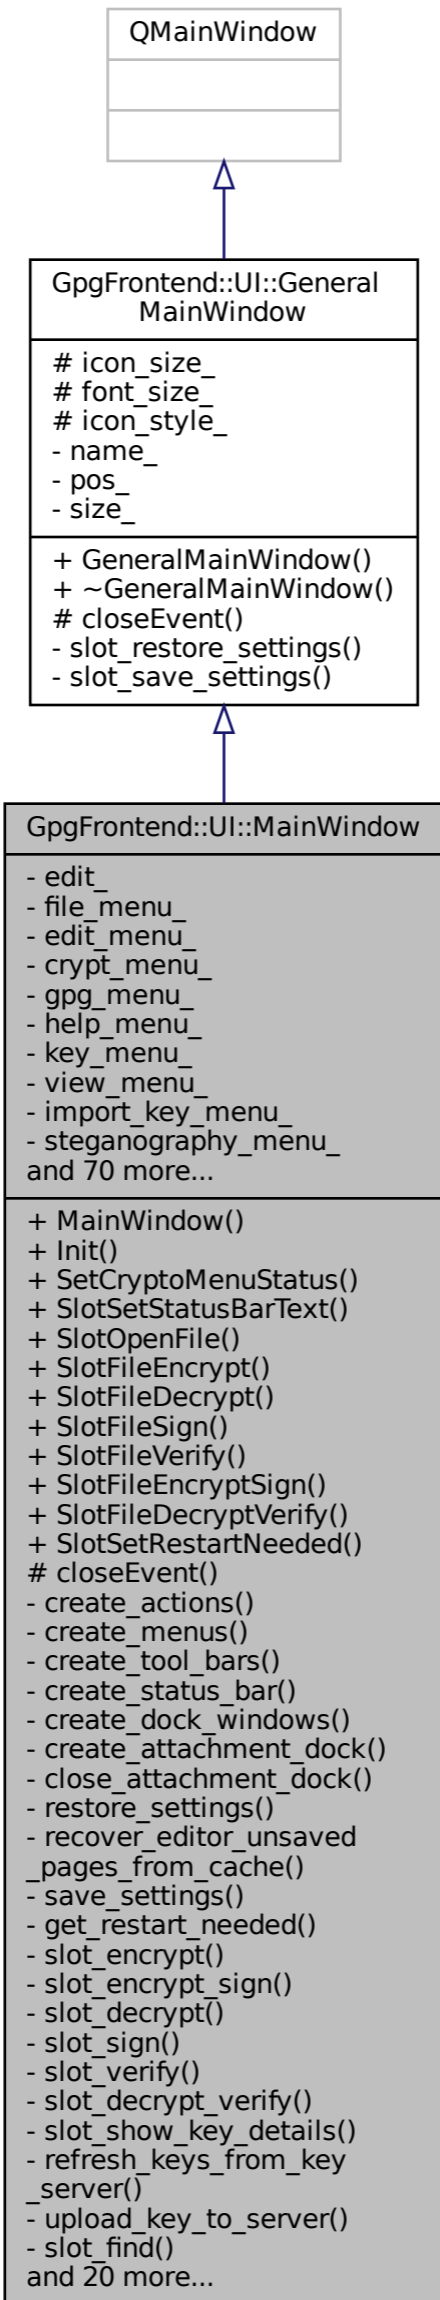 QMainWindow
GpgFrontend::UI::General
MainWindow
# icon_size_
# font_size_
# icon_style_
- name_
- pos_
- size_
+ GeneralMainWindow()
+ ~GeneralMainWindow()
# closeEvent()
- slot_restore_settings()
- slot_save_settings()
GpgFrontend::UI::MainWindow
- edit_
- file_menu_
- edit_menu_
- crypt_menu_
- gpg_menu_
- help_menu_
- key_menu_
- view_menu_
- import_key_menu_
- steganography_menu_
and 70 more...
+ MainWindow()
+ Init()
+ SetCryptoMenuStatus()
+ SlotSetStatusBarText()
+ SlotOpenFile()
+ SlotFileEncrypt()
+ SlotFileDecrypt()
+ SlotFileSign()
+ SlotFileVerify()
+ SlotFileEncryptSign()
+ SlotFileDecryptVerify()
+ SlotSetRestartNeeded()
# closeEvent()
- create_actions()
- create_menus()
- create_tool_bars()
- create_status_bar()
- create_dock_windows()
- create_attachment_dock()
- close_attachment_dock()
- restore_settings()
- recover_editor_unsaved
_pages_from_cache()
- save_settings()
- get_restart_needed()
- slot_encrypt()
- slot_encrypt_sign()
- slot_decrypt()
- slot_sign()
- slot_verify()
- slot_decrypt_verify()
- slot_show_key_details()
- refresh_keys_from_key
_server()
- upload_key_to_server()
- slot_find()
and 20 more...